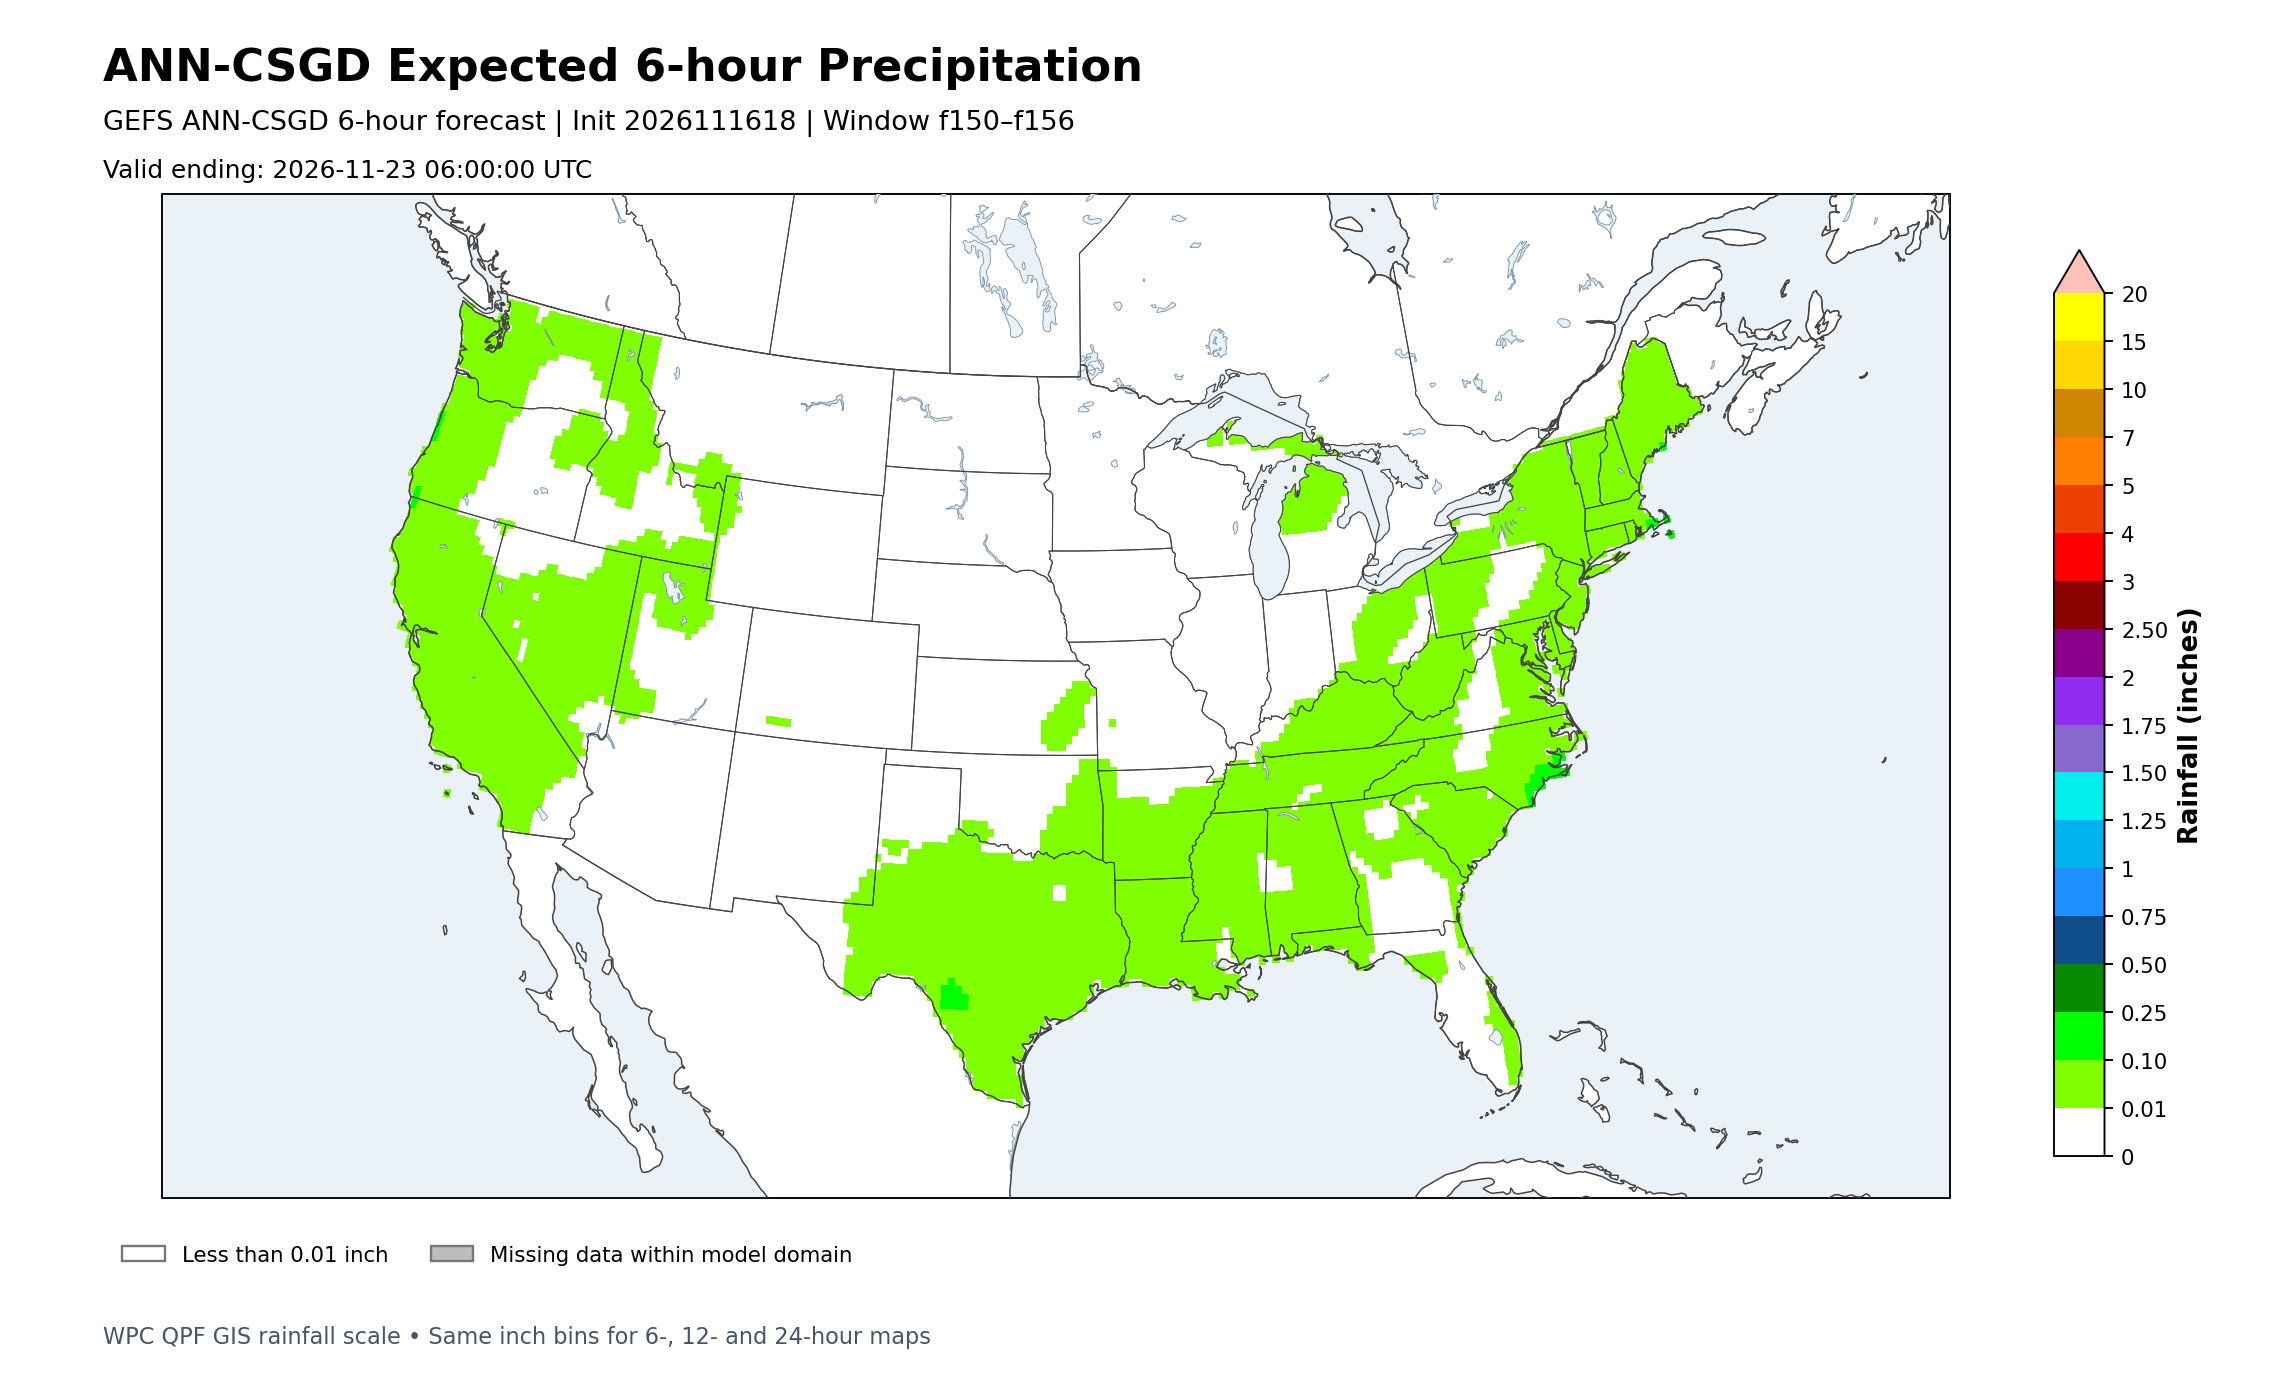 ANN-CSGD Expected 6-hour Precipitation
GEFS ANN-CSGD 6-hour forecast | Init 2026111618 | Window f150–f156
Valid ending: 2026-11-23 06:00:00 UTC
20
15
10
7
5
4
3
2.50
2
1.75
1.50
1.25
1
0.75
0.50
0.25
0.10
0.01
0
Rainfall (inches)
Less than 0.01 inch
Missing data within model domain
WPC QPF GIS rainfall scale • Same inch bins for 6-, 12- and 24-hour maps